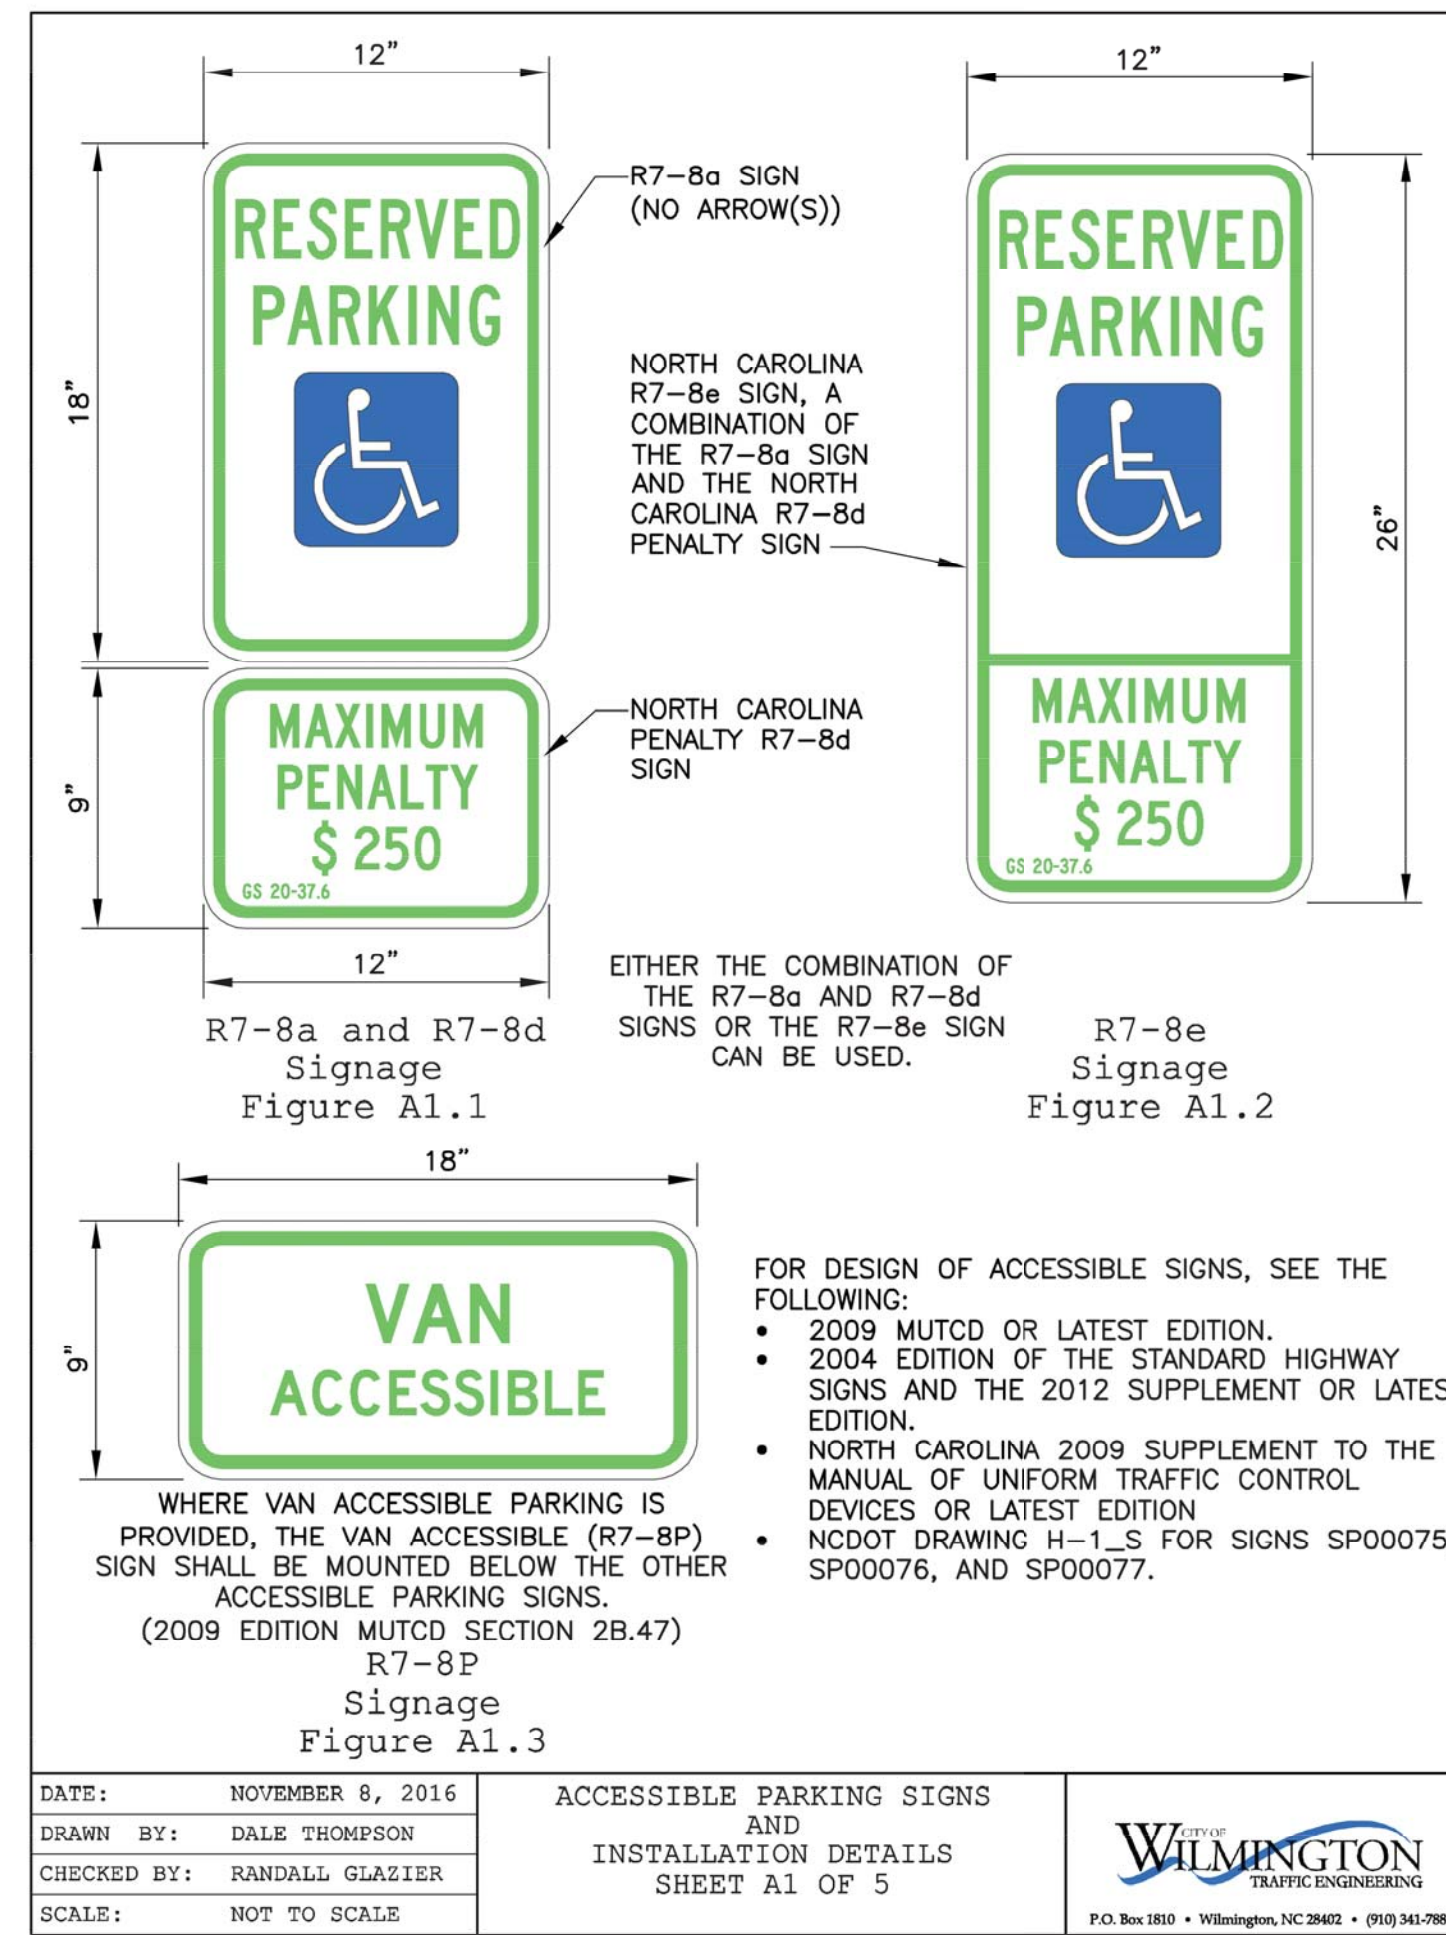 12”
18”
RESERVED
PARKING
R7-8a SIGN
(NO ARROW(S))
9”
MAXIMUM
PENALTY
$ 250
GS 20-37.6
NORTH CAROLINA
PENALTY R7-8d
SIGN
12”
R7-8a and R7-8d
Signage
Figure A1.1
NORTH CAROLINA
R7-8e SIGN, A
COMBINATION OF
THE R7-8a SIGN
AND THE NORTH
CAROLINA R7-8d
PENALTY SIGN
EITHER THE COMBINATION OF
THE R7-8a AND R7-8d
SIGNS OR THE R7-8e SIGN
CAN BE USED.
12”
26”
RESERVED
PARKING
MAXIMUM
PENALTY
$ 250
GS 20-37.6
R7-8e
Signage
Figure A1.2
18”
9”
VAN
ACCESSIBLE
WHERE VAN ACCESSIBLE PARKING IS
PROVIDED, THE VAN ACCESSIBLE (R7-8P)
SIGN SHALL BE MOUNTED BELOW THE OTHER
ACCESSIBLE PARKING SIGNS.
(2009 EDITION MUTCD SECTION 2B.47)
R7-8P
Signage
Figure A1.3
FOR DESIGN OF ACCESSIBLE SIGNS, SEE THE
FOLLOWING:
• 2009 MUTCD OR LATEST EDITION.
• 2004 EDITION OF THE STANDARD HIGHWAY
SIGNS AND THE 2012 SUPPLEMENT OR LATES
EDITION.
• NORTH CAROLINA 2009 SUPPLEMENT TO THE
MANUAL OF UNIFORM TRAFFIC CONTROL
DEVICES OR LATEST EDITION
• NCDOT DRAWING H-1_S FOR SIGNS SP00075
SP00076, AND SP00077.
DATE: NOVEMBER 8, 2016
DRAWN BY: DALE THOMPSON
CHECKED BY: RANDALL GLAZIER
SCALE: NOT TO SCALE
ACCESSIBLE PARKING SIGNS
AND
INSTALLATION DETAILS
SHEET A1 OF 5
CITY OF
WILMINGTON
TRAFFIC ENGINEERING
P.O. Box 1810 • Wilmington, NC 28402 • (910) 341-788